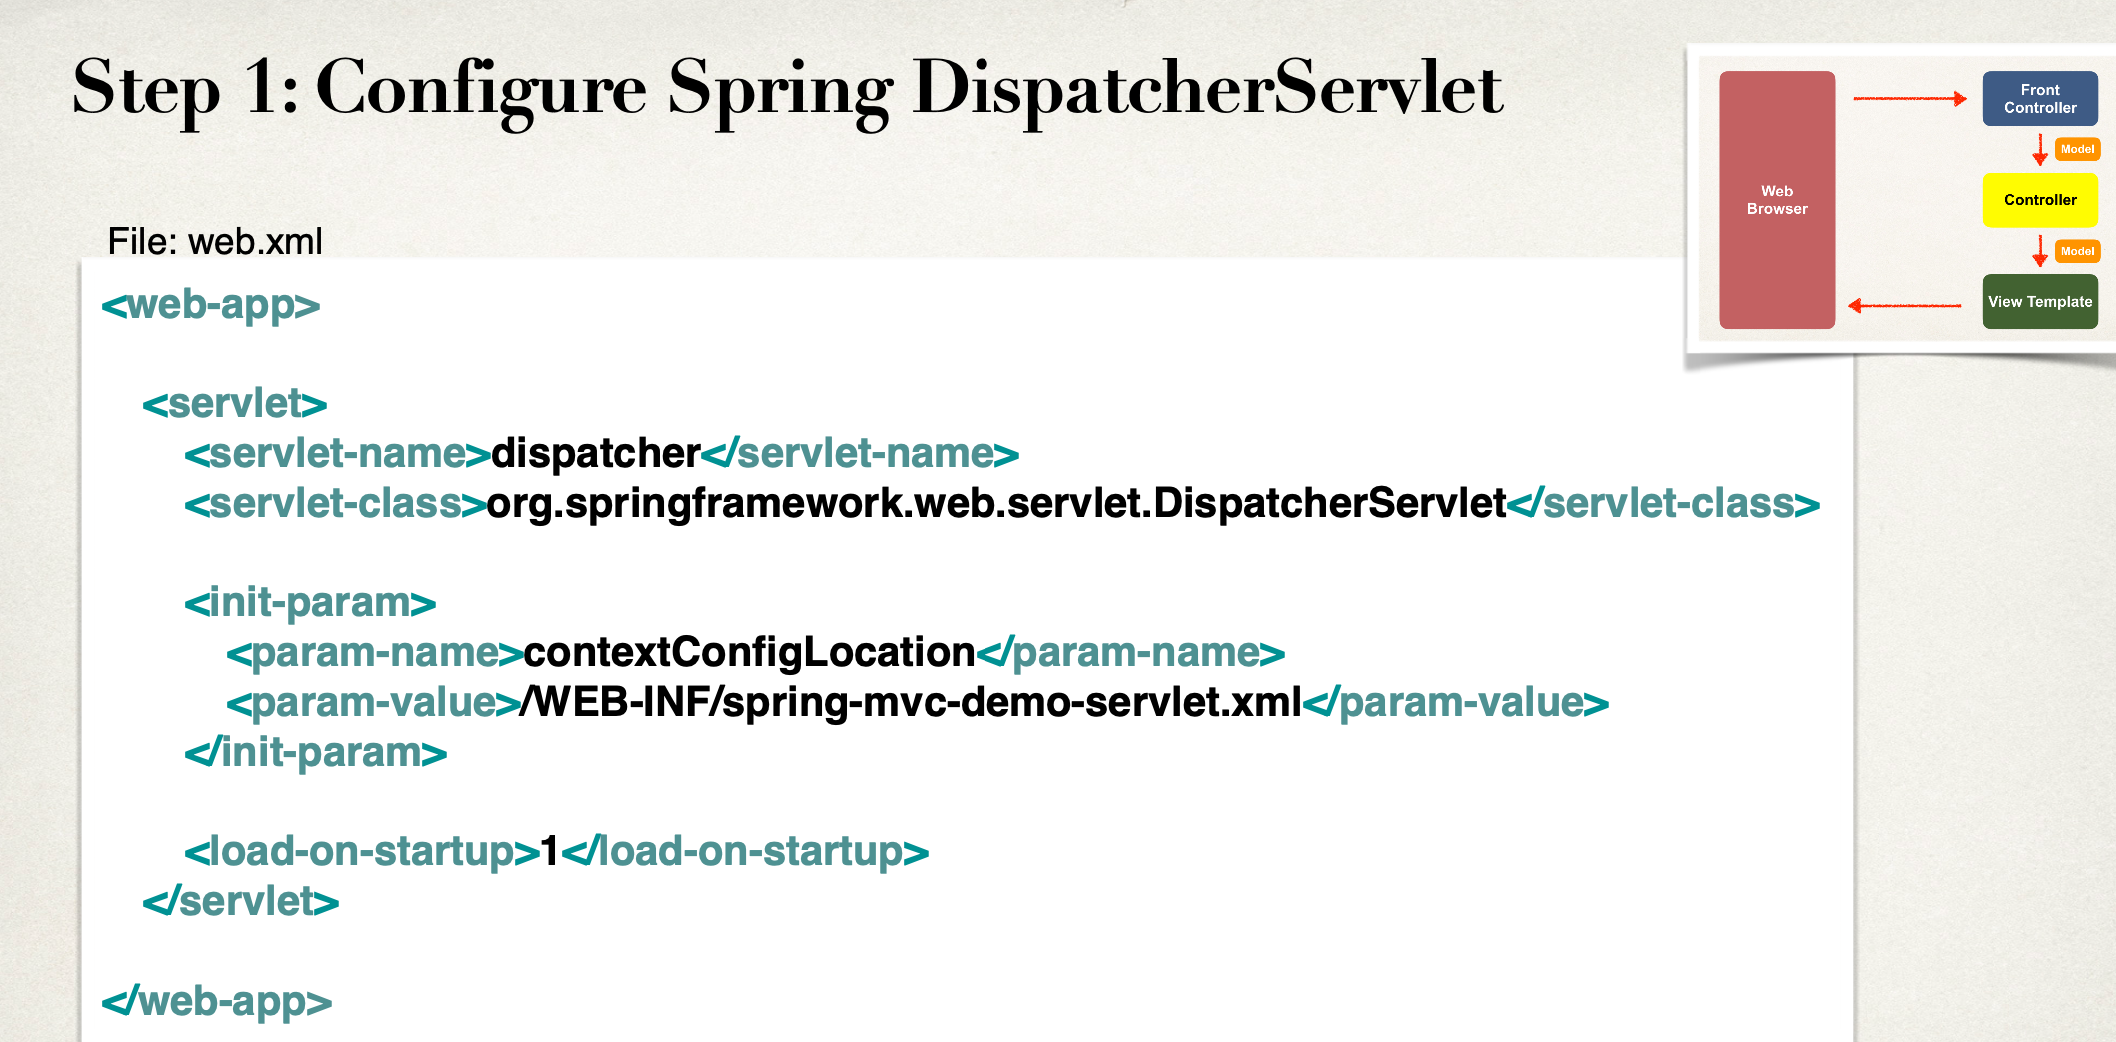 Step 1: Configure Spring DispatcherServlet
File: web.xml
<web-app>
<servlet>
<servlet-name>dispatcher</servlet-name>
<servlet-class>org.springframework.web.servlet.DispatcherServlet</servlet-class>
<init-param>
<param-name>contextConfigLocation</param-name>
<param-value>/WEB-INF/spring-mvc-demo-servlet.xml</param-value>
</init-param>
<load-on-startup>1</load-on-startup>
</servlet>
</web-app>
Web
Browser
Front
Controller
Model
Controller
Model
View Template